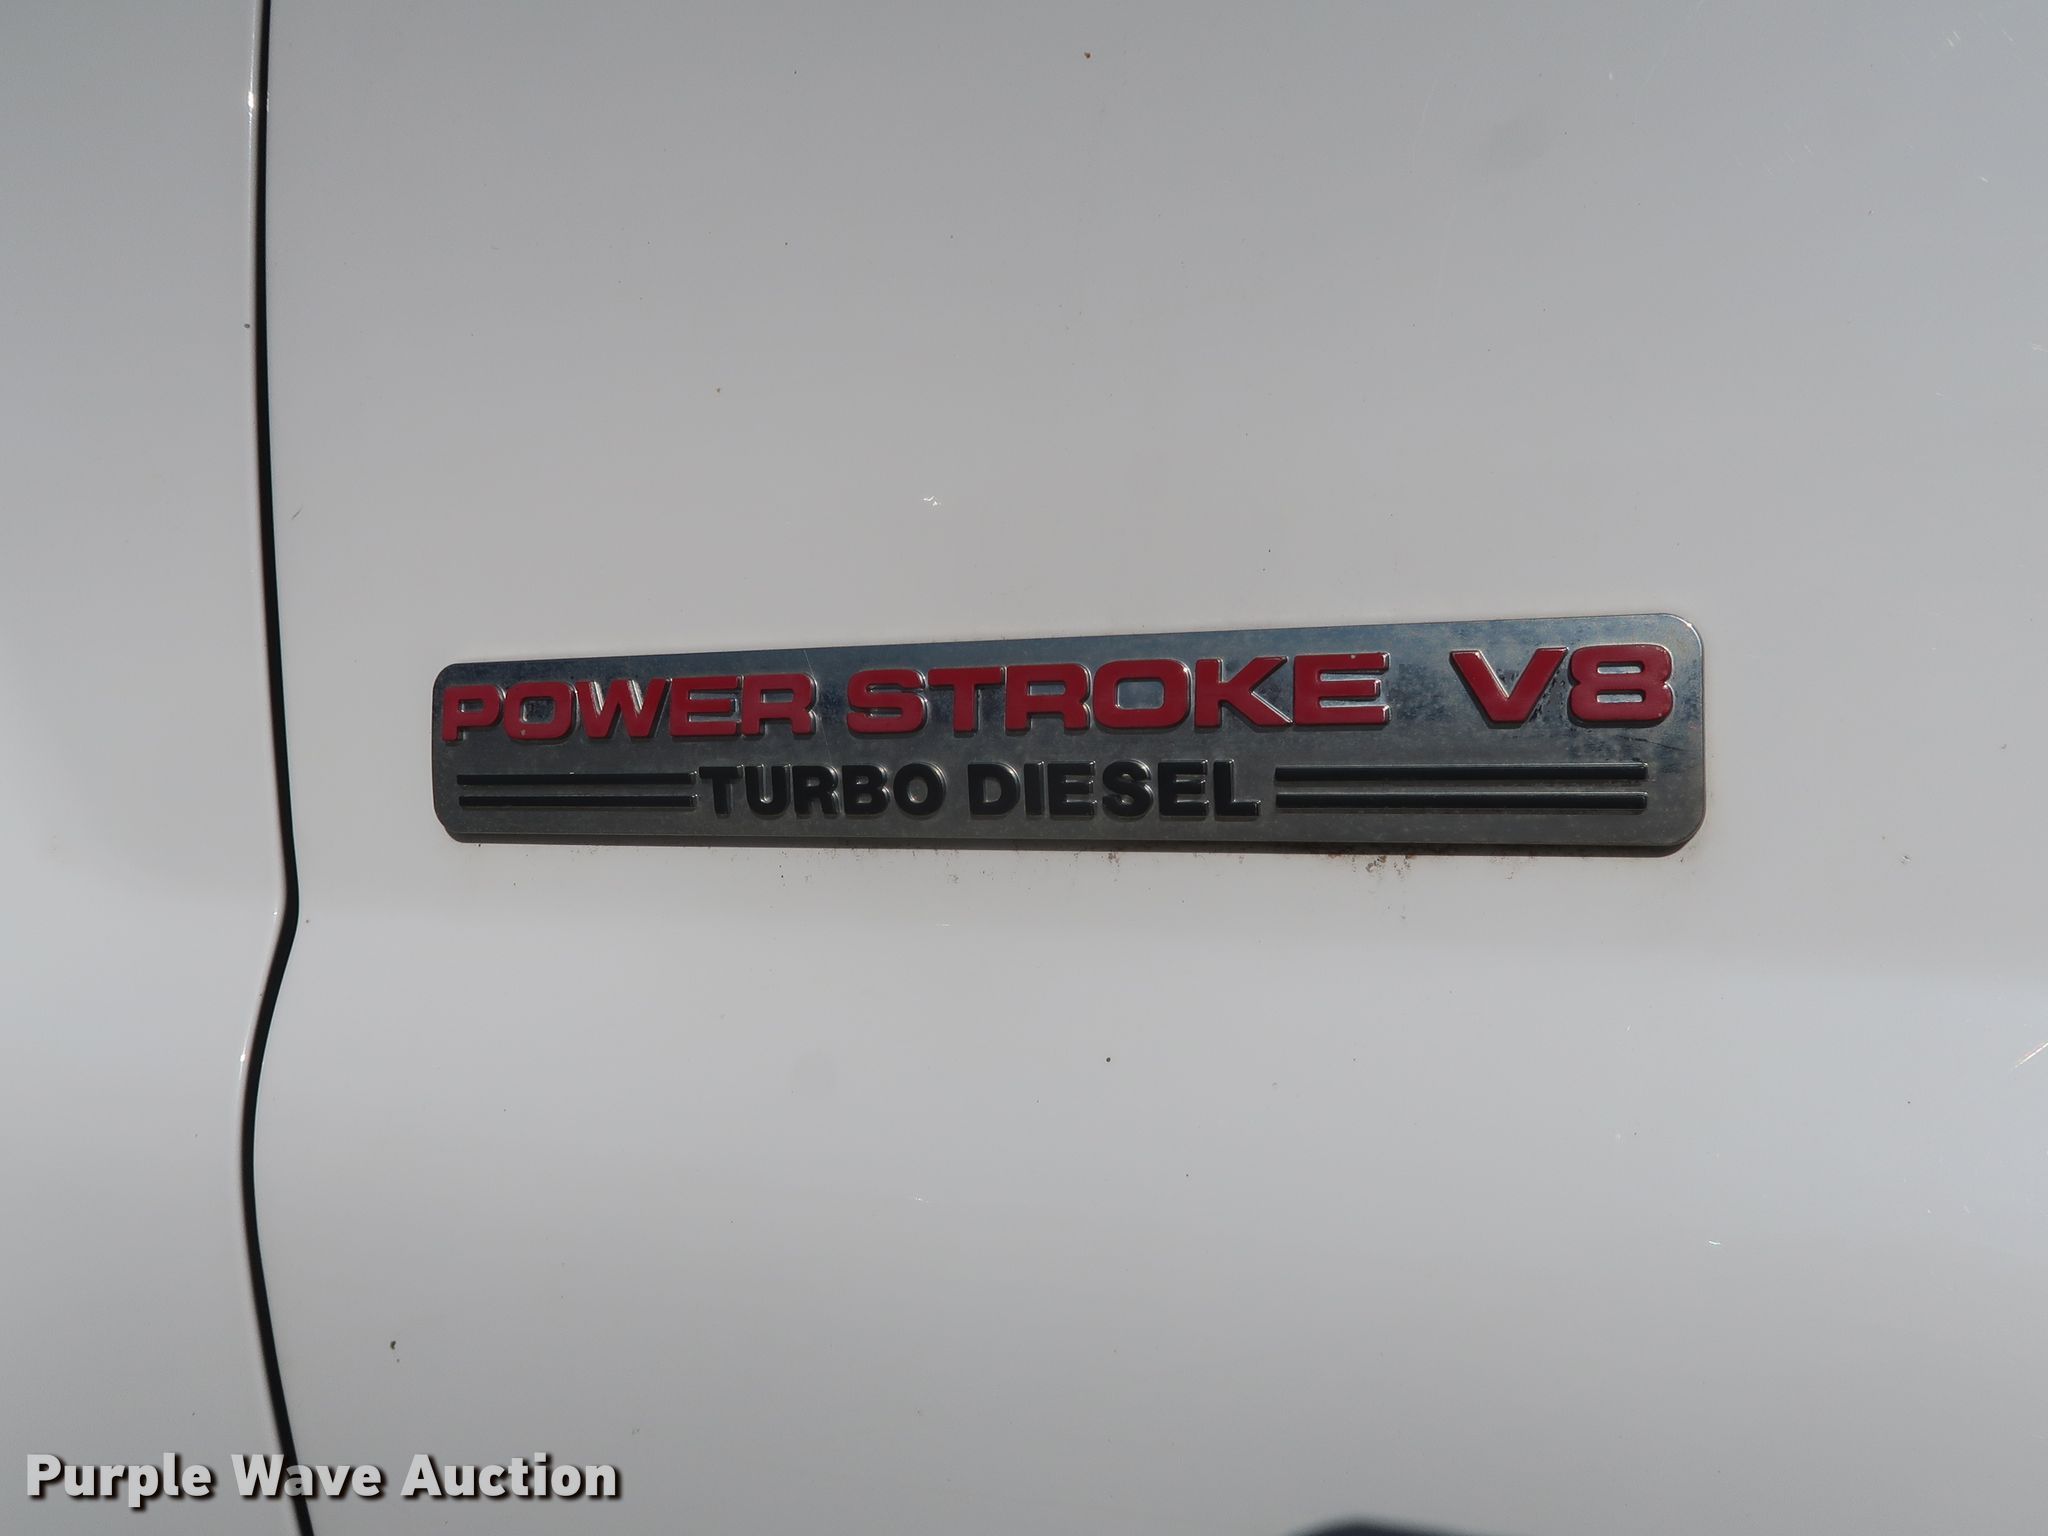 POWER STROKE V8
TURBO DIESEL
Purple Wave Auction